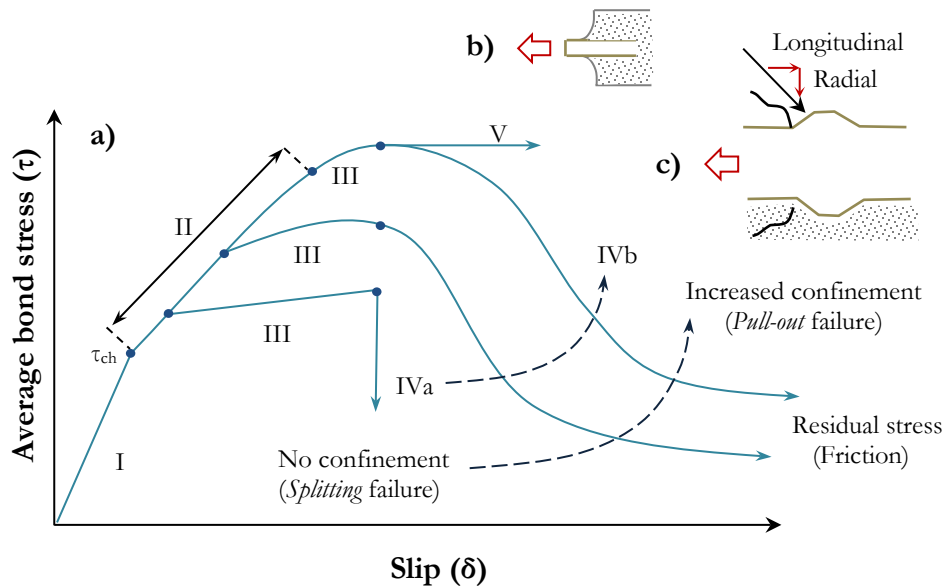 b)
Longitudinal
Radial
a)
V
III
c)
II
III
IVb
Increased confinement
(Pull-out failure)
III
τch
IVa
I
No confinement
(Splitting failure)
Residual stress
(Friction)
Average bond stress (τ)
Slip (δ)